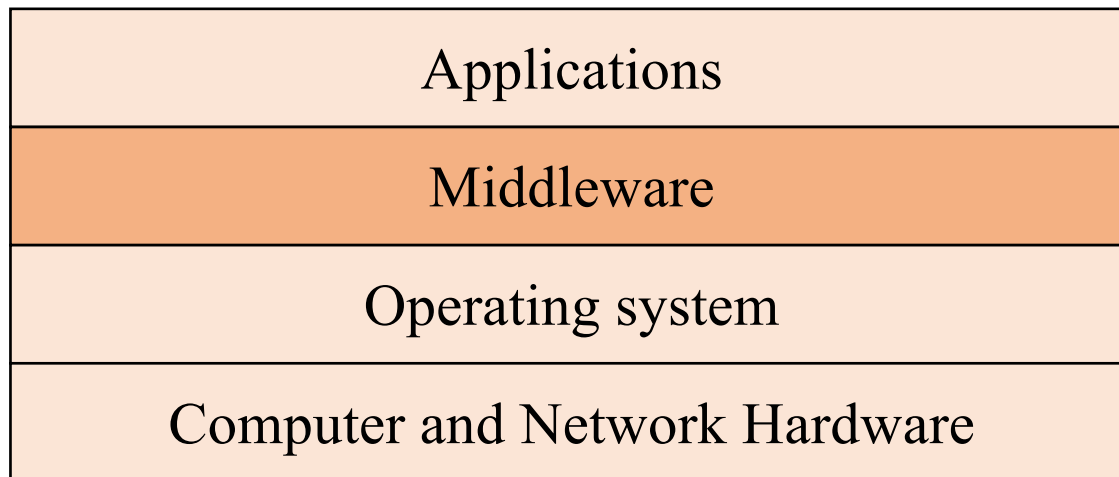 Applications
Middleware
Operating system
Computer and Network Hardware